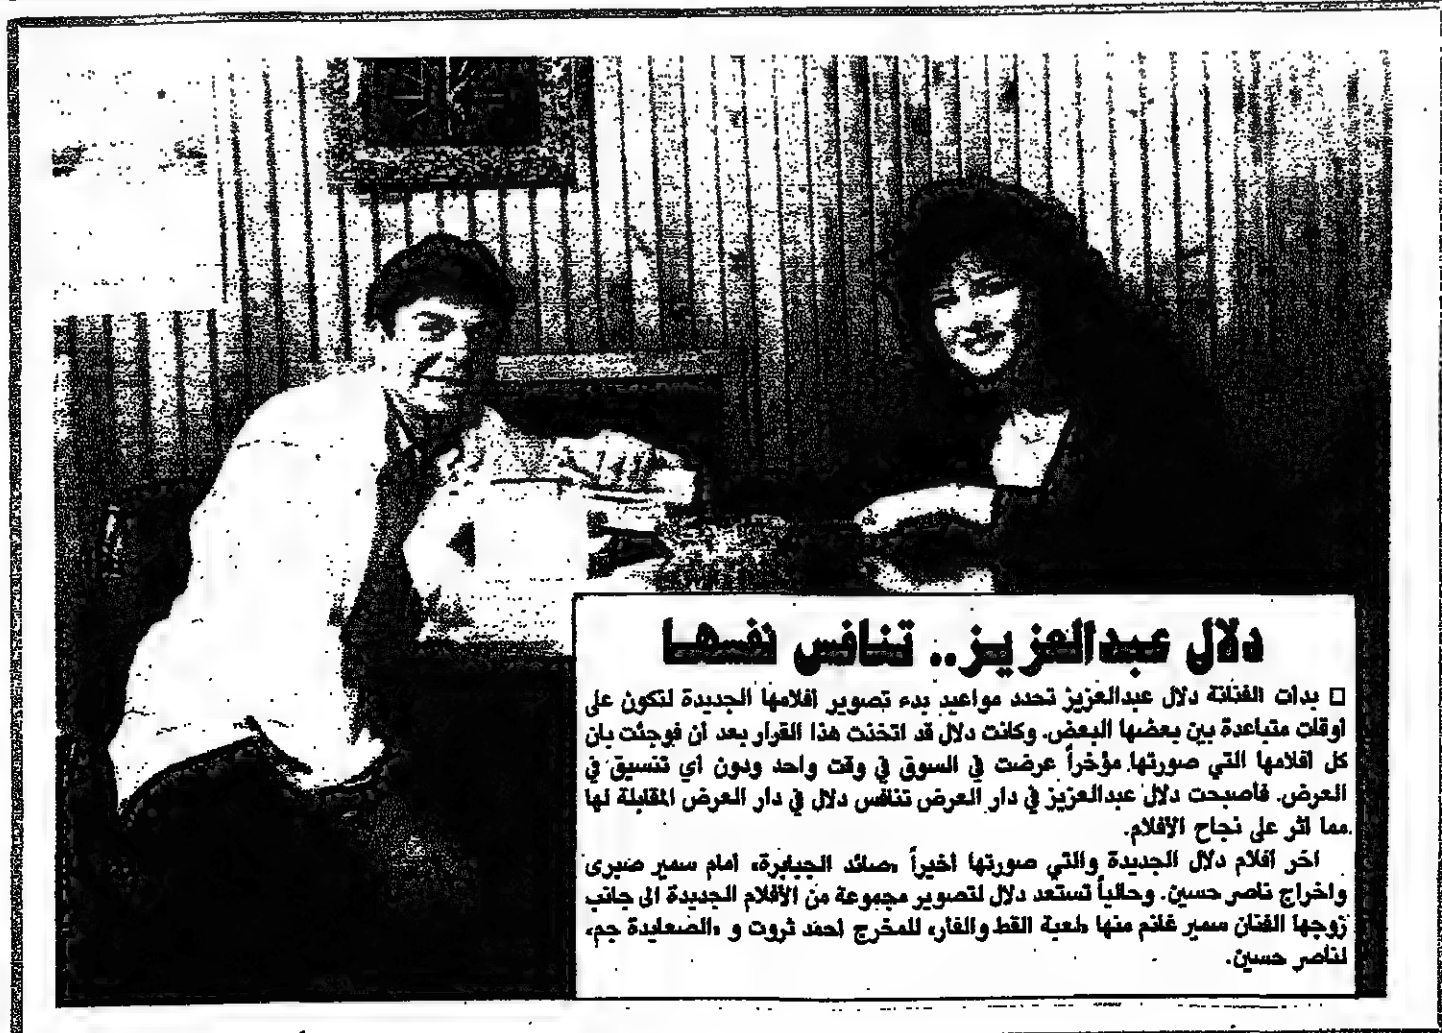 دلال عبدالعزيز.. تنافس نفسها
□ بدات الفنانة دلال عبدالعزيز تحدد مواعيد بدء تصوير افلامها الجديدة لتكون على
اوقات متباعدة بين بعضها البعض. وكانت دلال قد اتخذت هذا القرار بعد أن فوجئت بان
كل افلامها التي صورتها مؤخراً عرضت في السوق في وقت واحد ودون اي تنسيق في
العرض. فأصبحت دلال عبدالعزيز في دار العرض تنافس دلال في دار العرض المقابلة لها
مما اثر على نجاح الأفلام.
اخر أفلام دلال الجديدة والتي صورتها اخيراً «صائد الجبابرة» امام سمير صبرى
واخراج ناصر حسين. وحالياً تستعد دلال لتصوير مجموعة من الأفلام الجديدة الى جانب
زوجها الفنان سمير غانم منها «لعبة القط والفار» للمخرج احمد ثروت و «الصعايدة جم»
لناصر حسين.